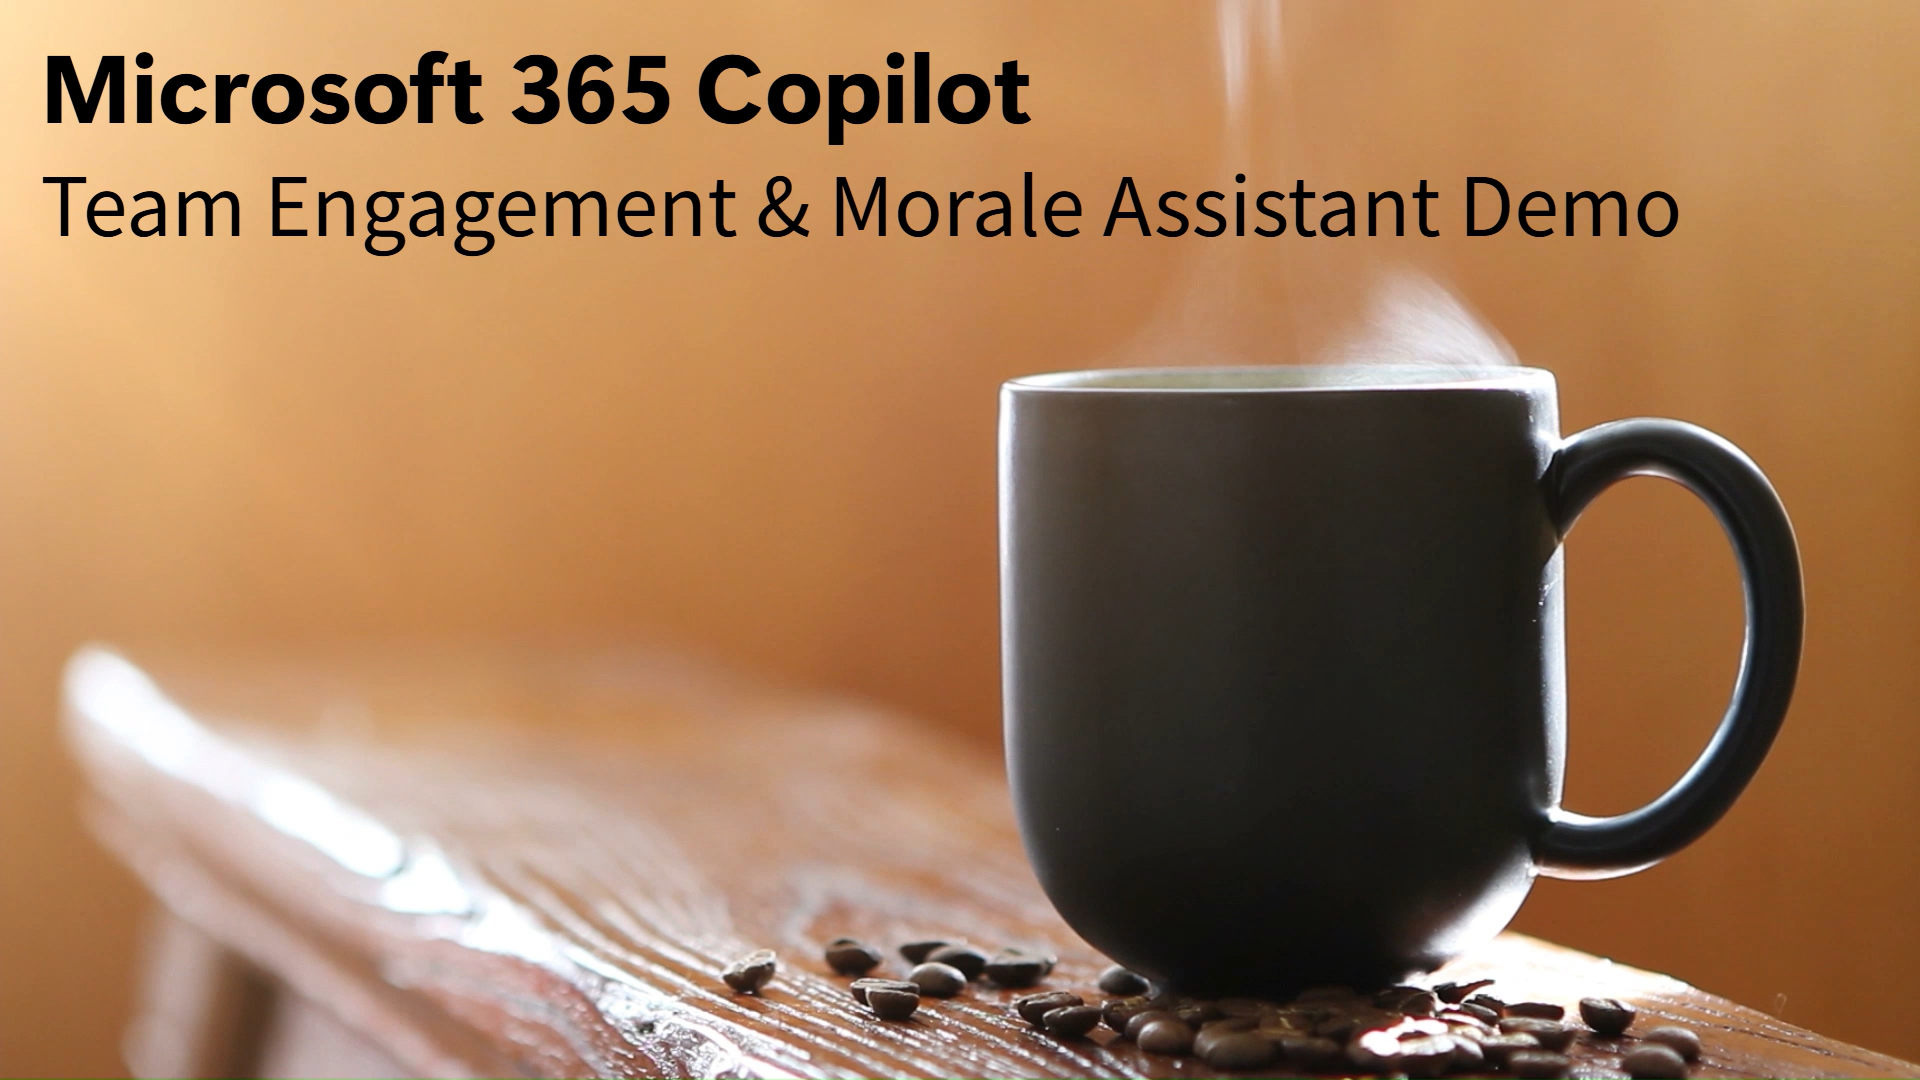 Microsoft 365 Copilot
Team Engagement & Morale Assistant Demo